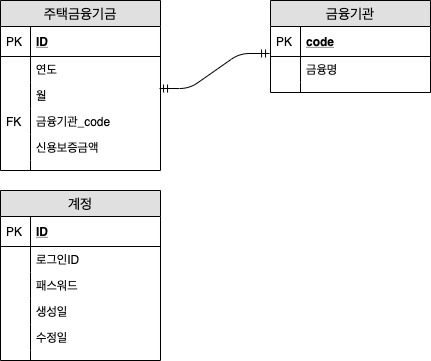 주택금융기금
PK ID
연도
월
FK 금융기관_code
신용보증금액
금융기관
PK code
금융명
계정
PK ID
로그인ID
패스워드
생성일
수정일